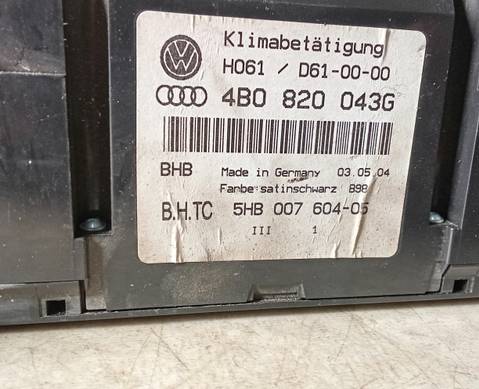 Klimabetätigung
H061 / D61-00-00
4B0 820 043G
BHB Made in Germany 03.05.04
Farbe satinschwarz B98
B.H.TC 5HB 007 604-05
III 1